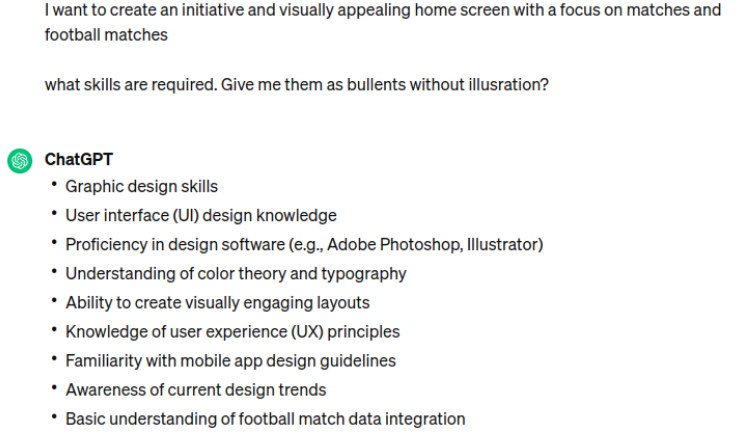 I want to create an initiative and visually appealing home screen with a focus on matches and
football matches
what skills are required. Give me them as bullents without illusration?
ChatGPT
• Graphic design skills
• User interface (UI) design knowledge
• Proficiency in design software (e.g., Adobe Photoshop, Illustrator)
• Understanding of color theory and typography
• Ability to create visually engaging layouts
• Knowledge of user experience (UX) principles
• Familiarity with mobile app design guidelines
• Awareness of current design trends
• Basic understanding of football match data integration